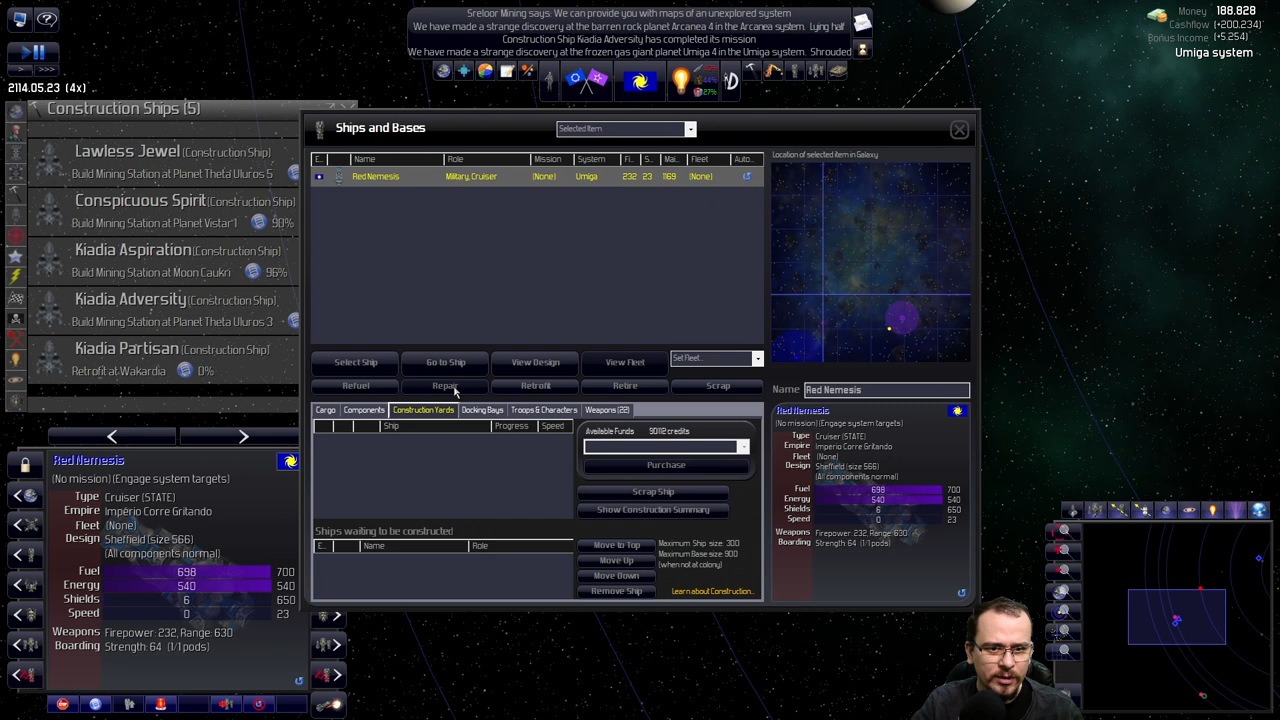 Sreloor Mining says: We can provide you with maps of an unexplored system
We have made a strange discovery at the barren rock planet Arcanea 4 in the Arcanea system. Lying half
Construction Ship Kiadia Adversity has completed its mission
We have made a strange discovery at the frozen gas giant planet Umiga 4 in the Umiga system. Shrouded
Money 188.828
Cashflow (+200.234)
Bonus Income +5.254)
Umiga system
> >>>
2114.05.23 (4x)
44%
27%
Construction Ships (5)
Lawless Jewel (Construction Ship)
Build Mining Station at Planet Theta Uluros 5
Conspicuous Spirit (Construction Ship)
Build Mining Station at Planet Vistar 1 90%
Kiadia Aspiration (Construction Ship)
Build Mining Station at Moon Caukri 96%
Kiadia Adversity (Construction Ship)
Build Mining Station at Planet Theta Uluros 3
Kiadia Partisan (Construction Ship)
Retrofit at Wakardia 0%
Ships and Bases
Selected Item
E... Name Role Mission System Fi... S... Mai... Fleet Auto...
Red Nemesis Military, Cruiser (None) Umiga 232 23 1169 (None)
Location of selected item in Galaxy
Select Ship Go to Ship View Design View Fleet Set Fleet...
Refuel Repair Retrofit Retire Scrap
Name Red Nemesis
Cargo Components Construction Yards Docking Bays Troops & Characters Weapons (22)
E... Ship Progress Speed
Available Funds 90112 credits
Purchase
Scrap Ship
Show Construction Summary
Ships waiting to be constructed
E... Name Role
Move to Top
Move Up
Move Down
Remove Ship
Maximum Ship size: 300
Maximum Base size: 900
(when not at colony)
Learn about Construction...
Red Nemesis
(No mission) (Engage system targets)
Type Cruiser (STATE)
Empire Império Corre Gritando
Fleet (None)
Design Sheffield (size 566)
(All components normal)
Fuel 698 700
Energy 540 540
Shields 6 650
Speed 0 23
Weapons Firepower: 232, Range: 630
Boarding Strength: 64 (1/1 pods)
Red Nemesis
(No mission) (Engage system targets)
Type Cruiser (STATE)
Empire Império Corre Gritando
Fleet (None)
Design Sheffield (size 566)
(All components normal)
Fuel 698 700
Energy 540 540
Shields 6 650
Speed 0 23
Weapons Firepower: 232, Range: 630
Boarding Strength: 64 (1/1 pods)